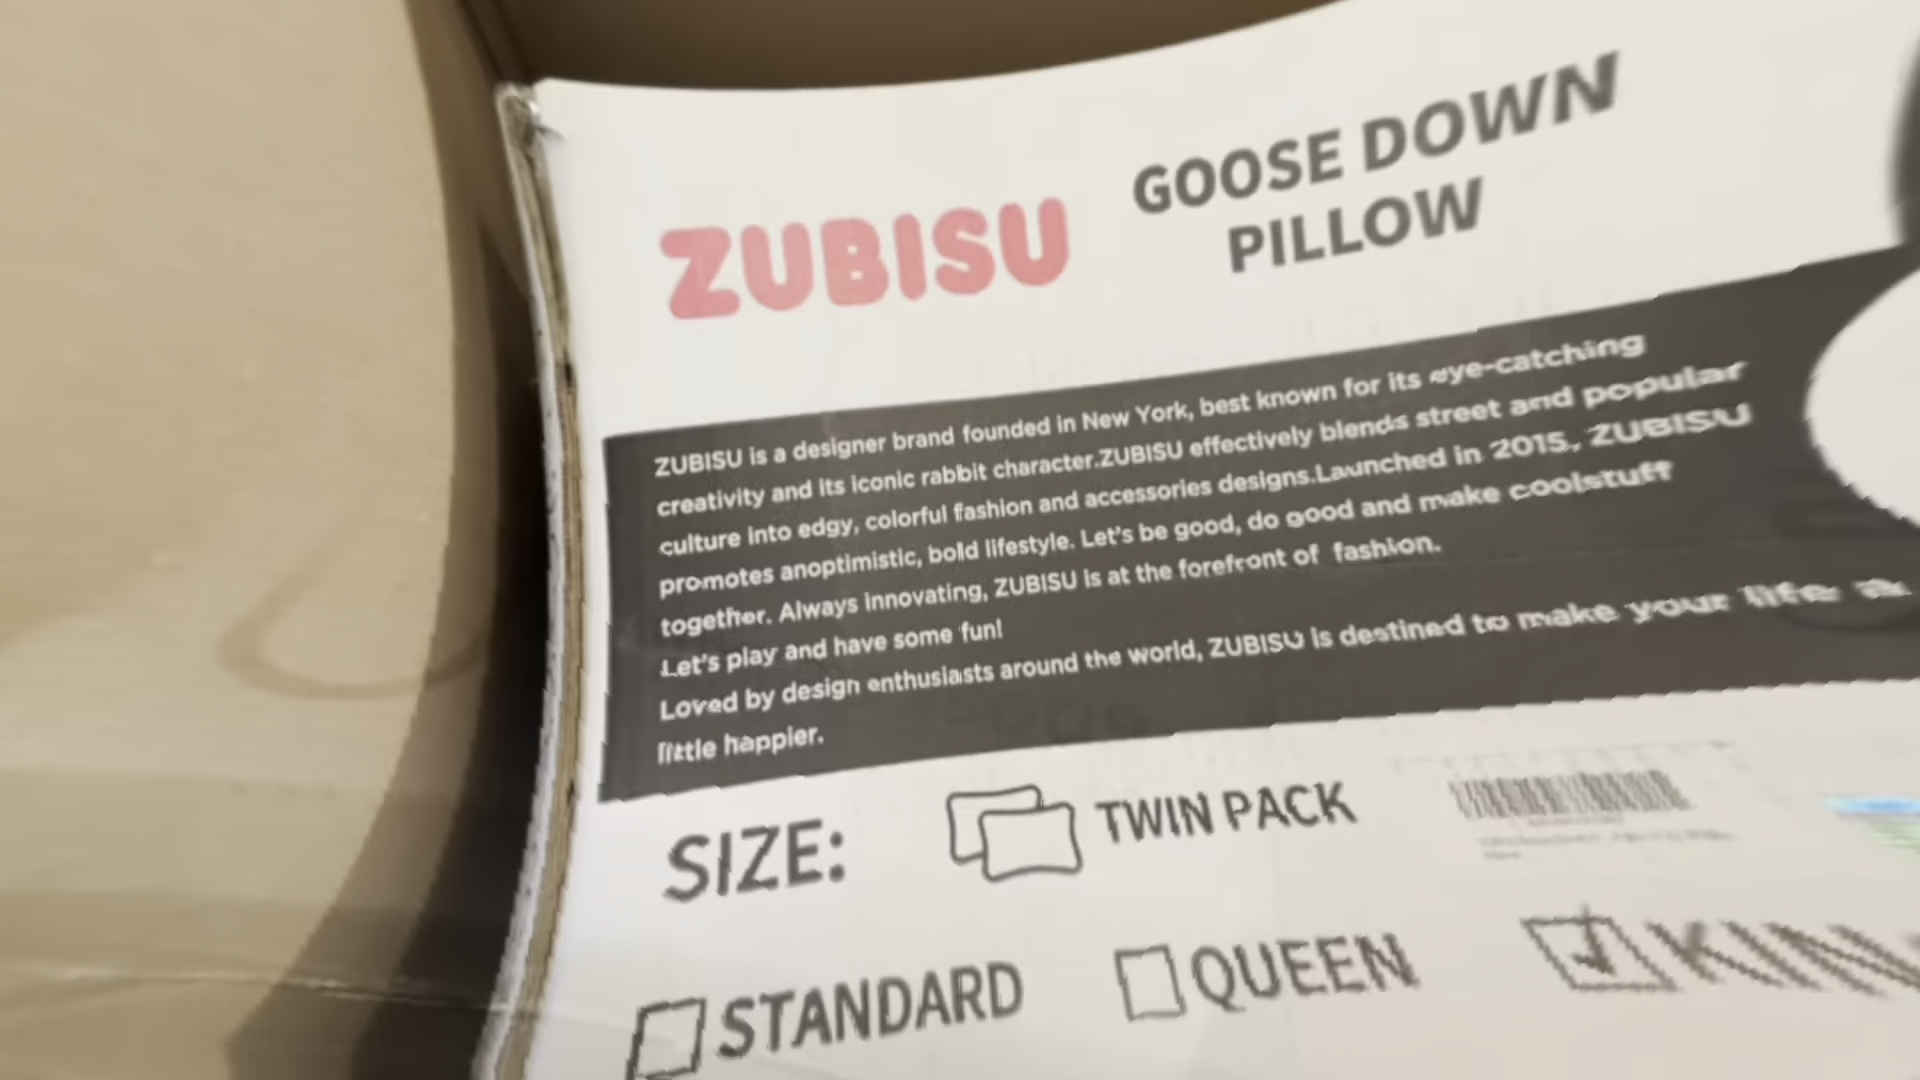 ZUBISU
GOOSE DOWN
PILLOW
ZUBISU is a designer brand founded in New York, best known for its eye-catching
creativity and its iconic rabbit character.ZUBISU effectively blends street and popular
culture into edgy, colorful fashion and accessories designs.Launched in 2015, ZUBISU
promotes anoptimistic, bold lifestyle. Let's be good, do good and make coolstuff
together. Always innovating, ZUBISU is at the forefront of fashion.
Let's play and have some fun!
Loved by design enthusiasts around the world, ZUBISU is destined to make your life a
little happier.
SIZE:
TWIN PACK
STANDARD
QUEEN